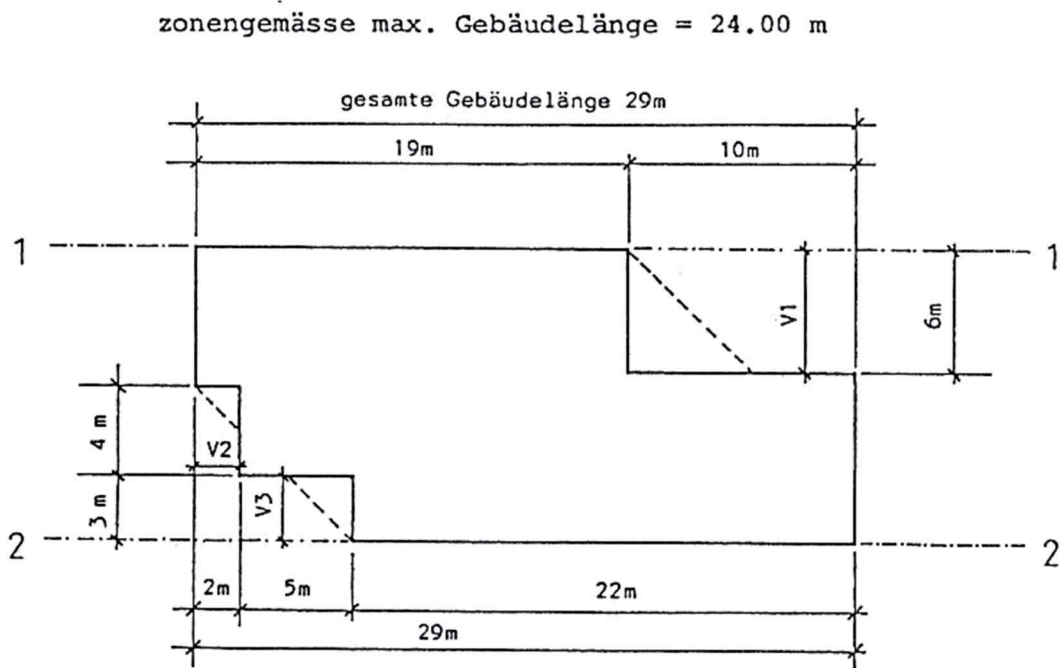 zonengemässe max. Gebäudelänge = 24.00 m
gesamte Gebäudelänge 29m
19m
10m
1
1
V1
6m
4 m
V2
3 m
V3
2
2
2m
5m
22m
29m